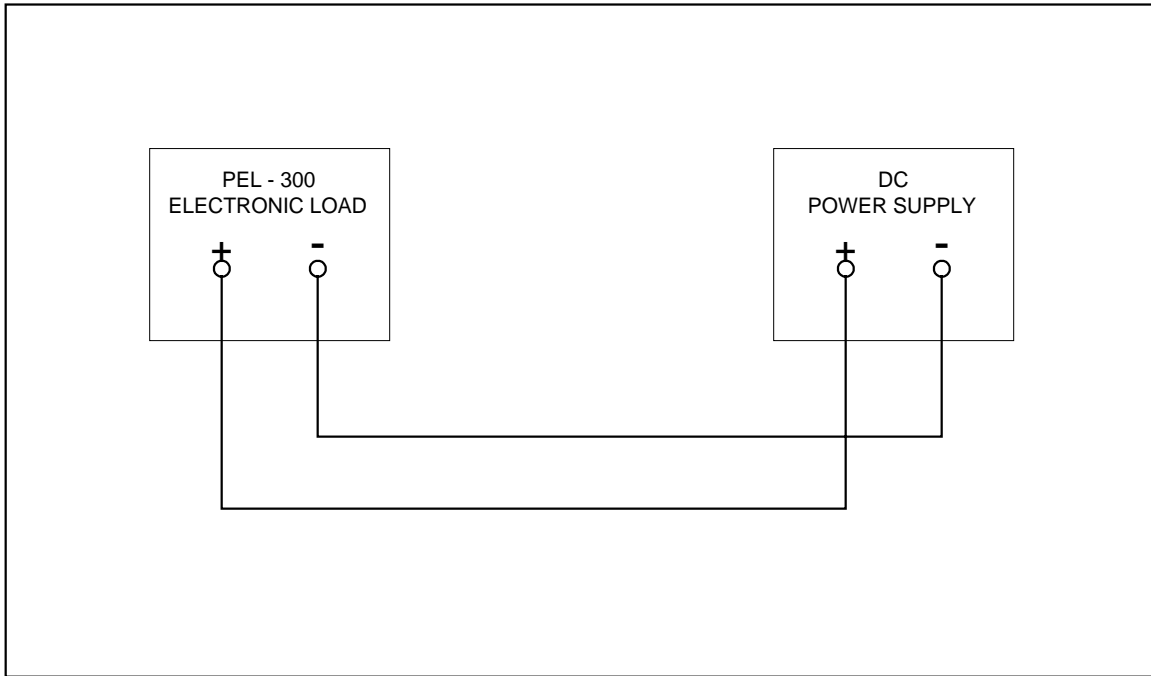 PEL - 300
ELECTRONIC LOAD
+ -
DC
POWER SUPPLY
+ -